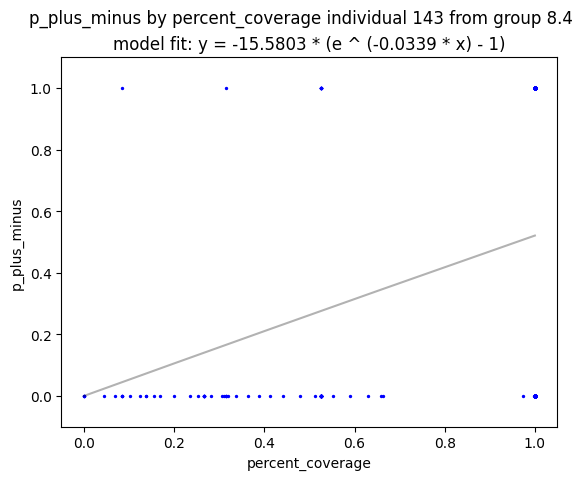 p_plus_minus by percent_coverage individual 143 from group 8.4
model fit: y = -15.5803 * (e ^ (-0.0339 * x) - 1)
1.0
0.8
0.6
0.4
0.2
0.0
p_plus_minus
0.0 0.2 0.4 0.6 0.8 1.0
percent_coverage